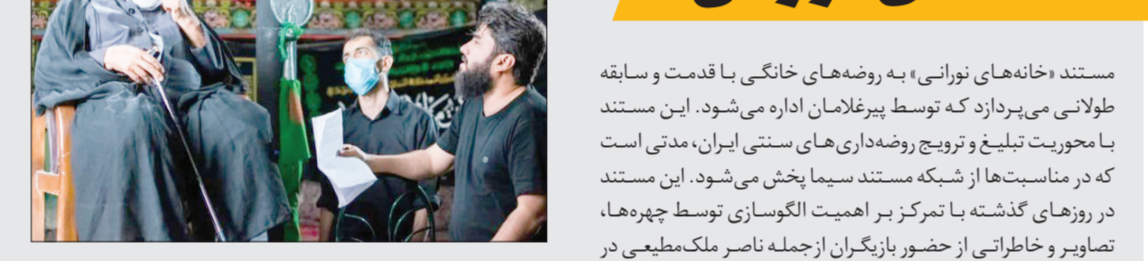 مستند «خانه‌های نورانی» به روضه‌های خانگی با قدمت و سابقه
طولانی می‌پردازد که توسط پیرغلامان اداره می‌شود. این مستند
با محوریت تبلیغ و ترویج روضه‌داری‌های سنتی ایران، مدتی است
که در مناسبت‌ها از شبکه مستند سیما پخش می‌شود. این مستند
در روزهای گذشته با تمرکز بر اهمیت الگوسازی توسط چهره‌ها،
تصاویر و خاطراتی از حضور بازیگران ازجمله ناصر ملک‌مطیعی در